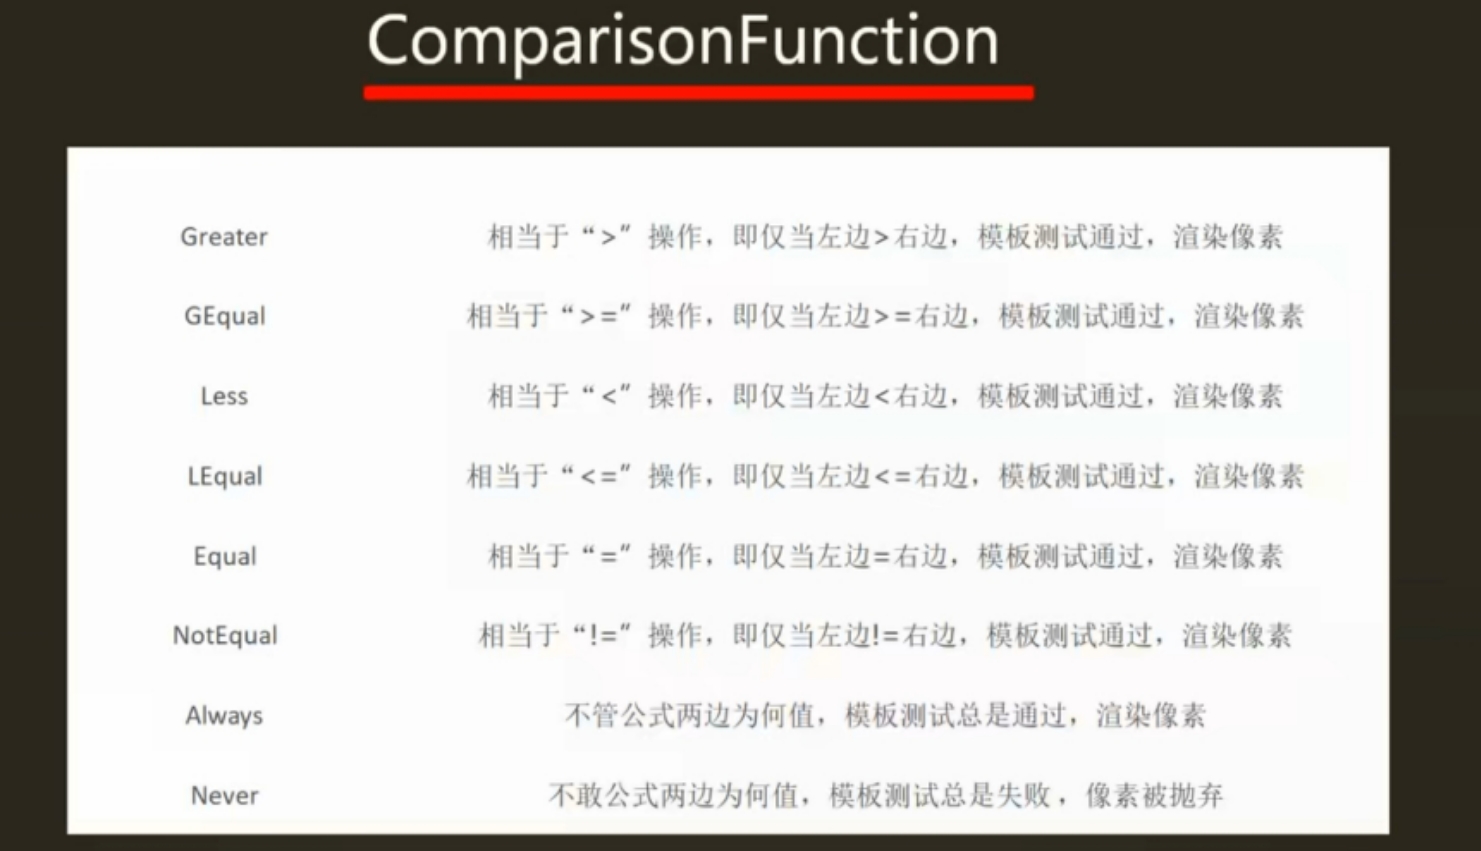 ComparisonFunction
Greater 相当于“>”操作，即仅当左边>右边，模板测试通过，渲染像素
GEqual 相当于“>=”操作，即仅当左边>=右边，模板测试通过，渲染像素
Less 相当于“<”操作，即仅当左边<右边，模板测试通过，渲染像素
LEqual 相当于“<=”操作，即仅当左边<=右边，模板测试通过，渲染像素
Equal 相当于“=”操作，即仅当左边=右边，模板测试通过，渲染像素
NotEqual 相当于“!=”操作，即仅当左边!=右边，模板测试通过，渲染像素
Always 不管公式两边为何值，模板测试总是通过，渲染像素
Never 不敢公式两边为何值，模板测试总是失败，像素被抛弃